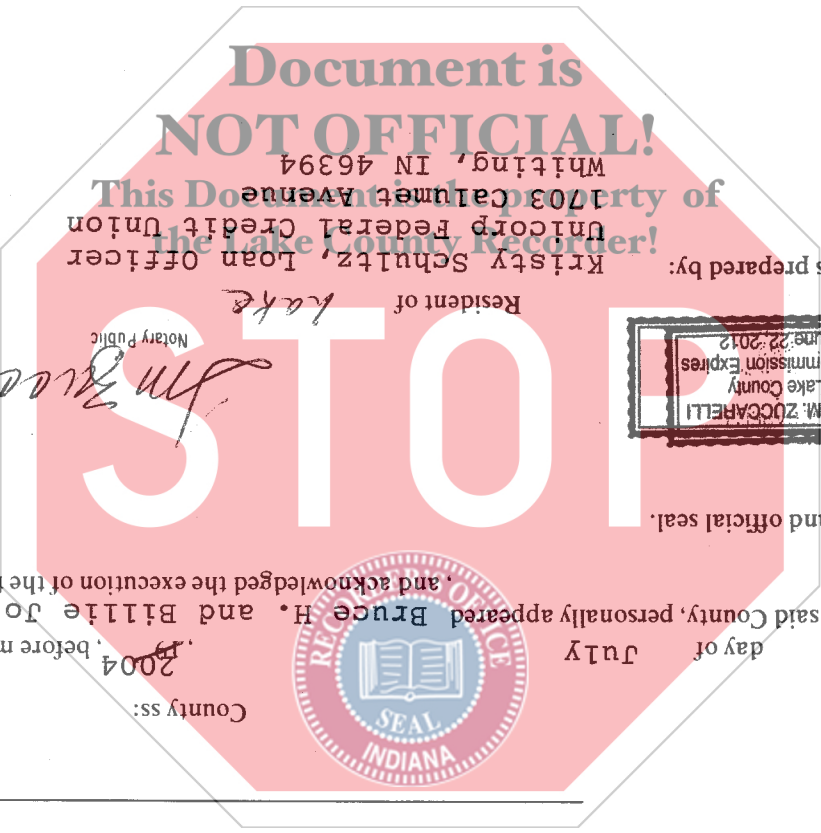 Document is
NOT OFFICIAL!
This Document is the property of
the Lake County Recorder!
STOP
RECORDER'S OFFICE
SEAL
INDIANA
County ss:
day of July , 2004 , before
said County, personally appeared Bruce H. and Billie Jo
, and acknowledged the execution of the
official seal.
M. ZUCCARELLI
Lake County
Expires
June 22, 2012
Notary Public
Resident of Lake
prepared by: Kristy Schultz, Loan Officer
Unicorp Federal Credit Union
1703 Calumet Avenue
Whiting, IN 46394